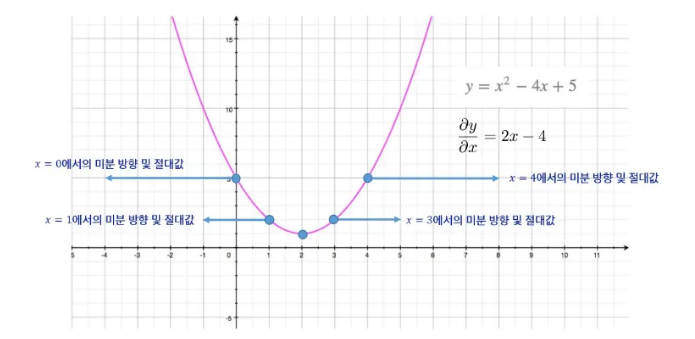 15
y = x² − 4x + 5
10
∂y/∂x = 2x − 4
x = 0에서의 미분 방향 및 절대값
5
x = 4에서의 미분 방향 및 절대값
x = 1에서의 미분 방향 및 절대값
x = 3에서의 미분 방향 및 절대값
5 -4 -3 -2 -1 0 1 2 3 4 5 6 7 8 9 10 11
-5